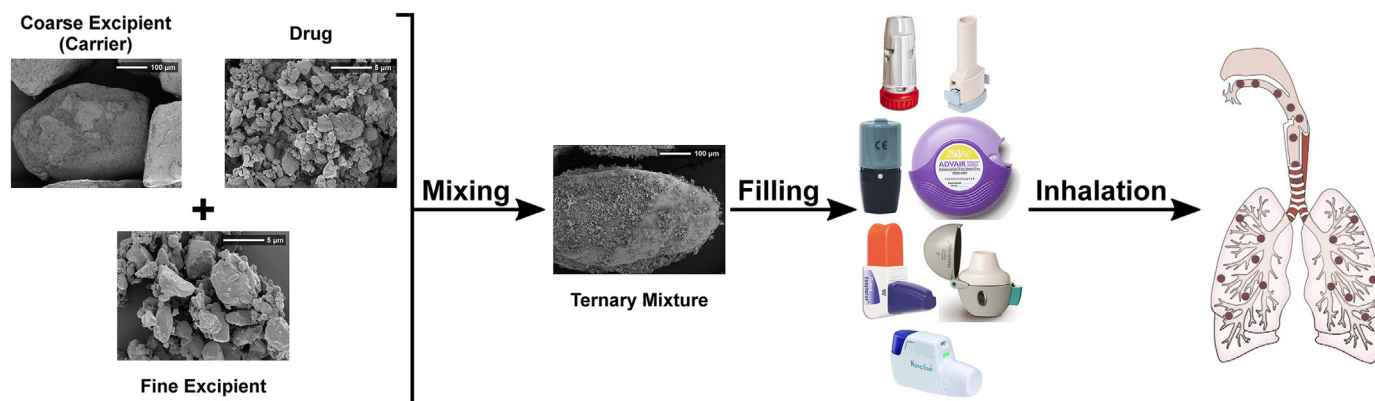 Coarse Excipient
(Carrier)
100 µm
Drug
5 µm
+
5 µm
Fine Excipient
Mixing
100 µm
Ternary Mixture
Filling
CE
ADVAIR
Inhalation